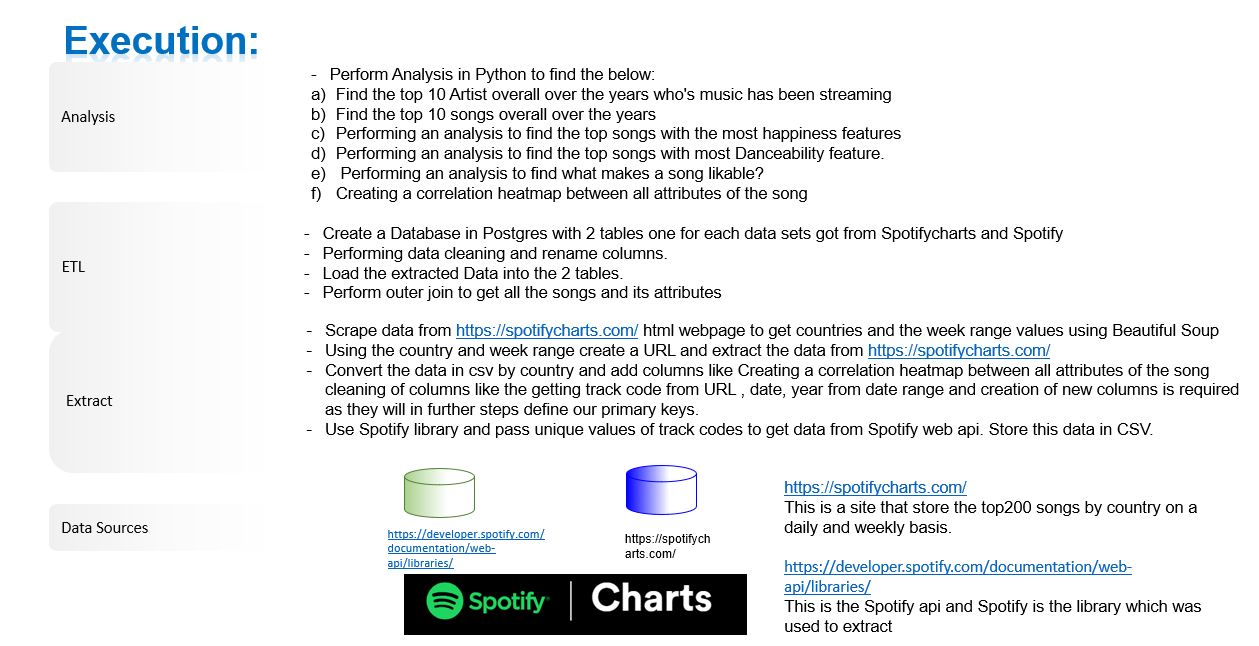 Execution:
Analysis
- Perform Analysis in Python to find the below:
a) Find the top 10 Artist overall over the years who's music has been streaming
b) Find the top 10 songs overall over the years
c) Performing an analysis to find the top songs with the most happiness features
d) Performing an analysis to find the top songs with most Danceability feature.
e) Performing an analysis to find what makes a song likable?
f) Creating a correlation heatmap between all attributes of the song
ETL
- Create a Database in Postgres with 2 tables one for each data sets got from Spotifycharts and Spotify
- Performing data cleaning and rename columns.
- Load the extracted Data into the 2 tables.
- Perform outer join to get all the songs and its attributes
Extract
- Scrape data from https://spotifycharts.com/ html webpage to get countries and the week range values using Beautiful Soup
- Using the country and week range create a URL and extract the data from https://spotifycharts.com/
- Convert the data in csv by country and add columns like Creating a correlation heatmap between all attributes of the song
cleaning of columns like the getting track code from URL , date, year from date range and creation of new columns is required
as they will in further steps define our primary keys.
- Use Spotify library and pass unique values of track codes to get data from Spotify web api. Store this data in CSV.
Data Sources
https://developer.spotify.com/
documentation/web-
api/libraries/
https://spotifych
arts.com/
Spotify | Charts
https://spotifycharts.com/
This is a site that store the top200 songs by country on a
daily and weekly basis.
https://developer.spotify.com/documentation/web-
api/libraries/
This is the Spotify api and Spotify is the library which was
used to extract